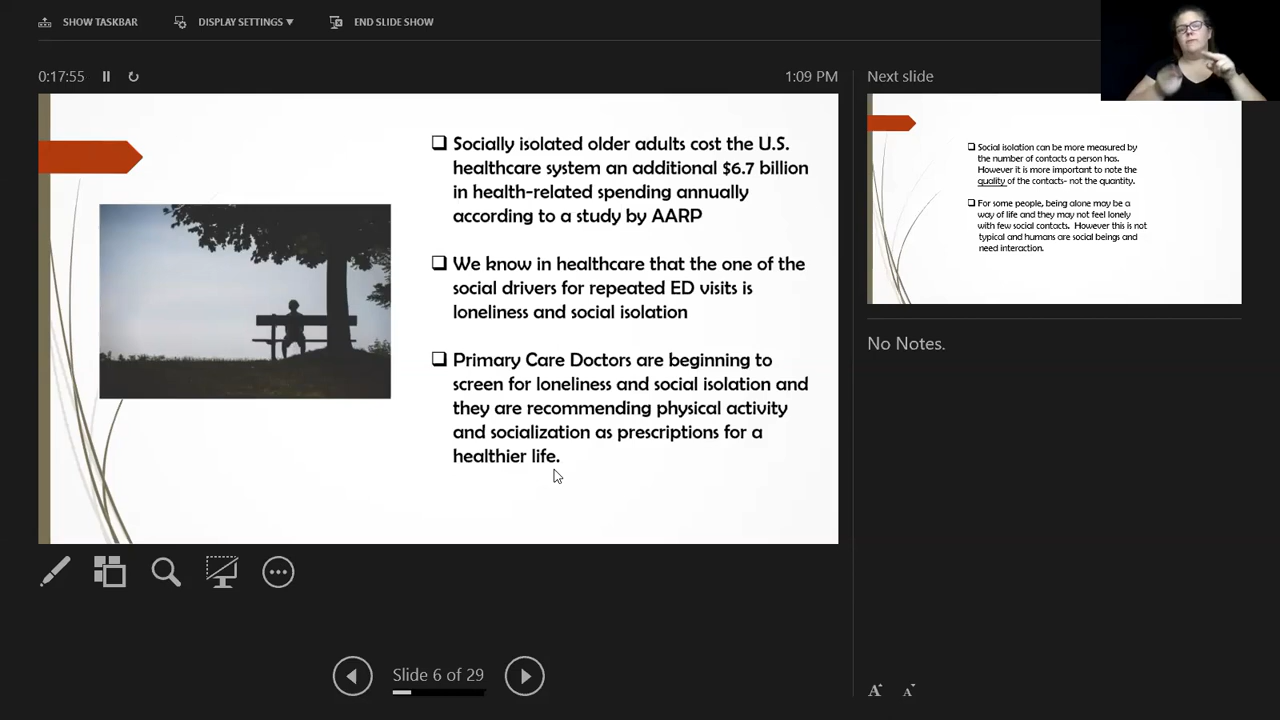 SHOW TASKBAR
DISPLAY SETTINGS ▼
END SLIDE SHOW
0:17:55
1:09 PM
Socially isolated older adults cost the U.S.
healthcare system an additional $6.7 billion
in health-related spending annually
according to a study by AARP
We know in healthcare that the one of the
social drivers for repeated ED visits is
loneliness and social isolation
Primary Care Doctors are beginning to
screen for loneliness and social isolation and
they are recommending physical activity
and socialization as prescriptions for a
healthier life.
Slide 6 of 29
Next slide
Social isolation can be more measured by
the number of contacts a person has.
However it is more important to note the
quality of the contacts- not the quantity.
For some people, being alone may be a
way of life and they may not feel lonely
with few social contacts. However this is not
typical and humans are social beings and
need interaction.
No Notes.
A A